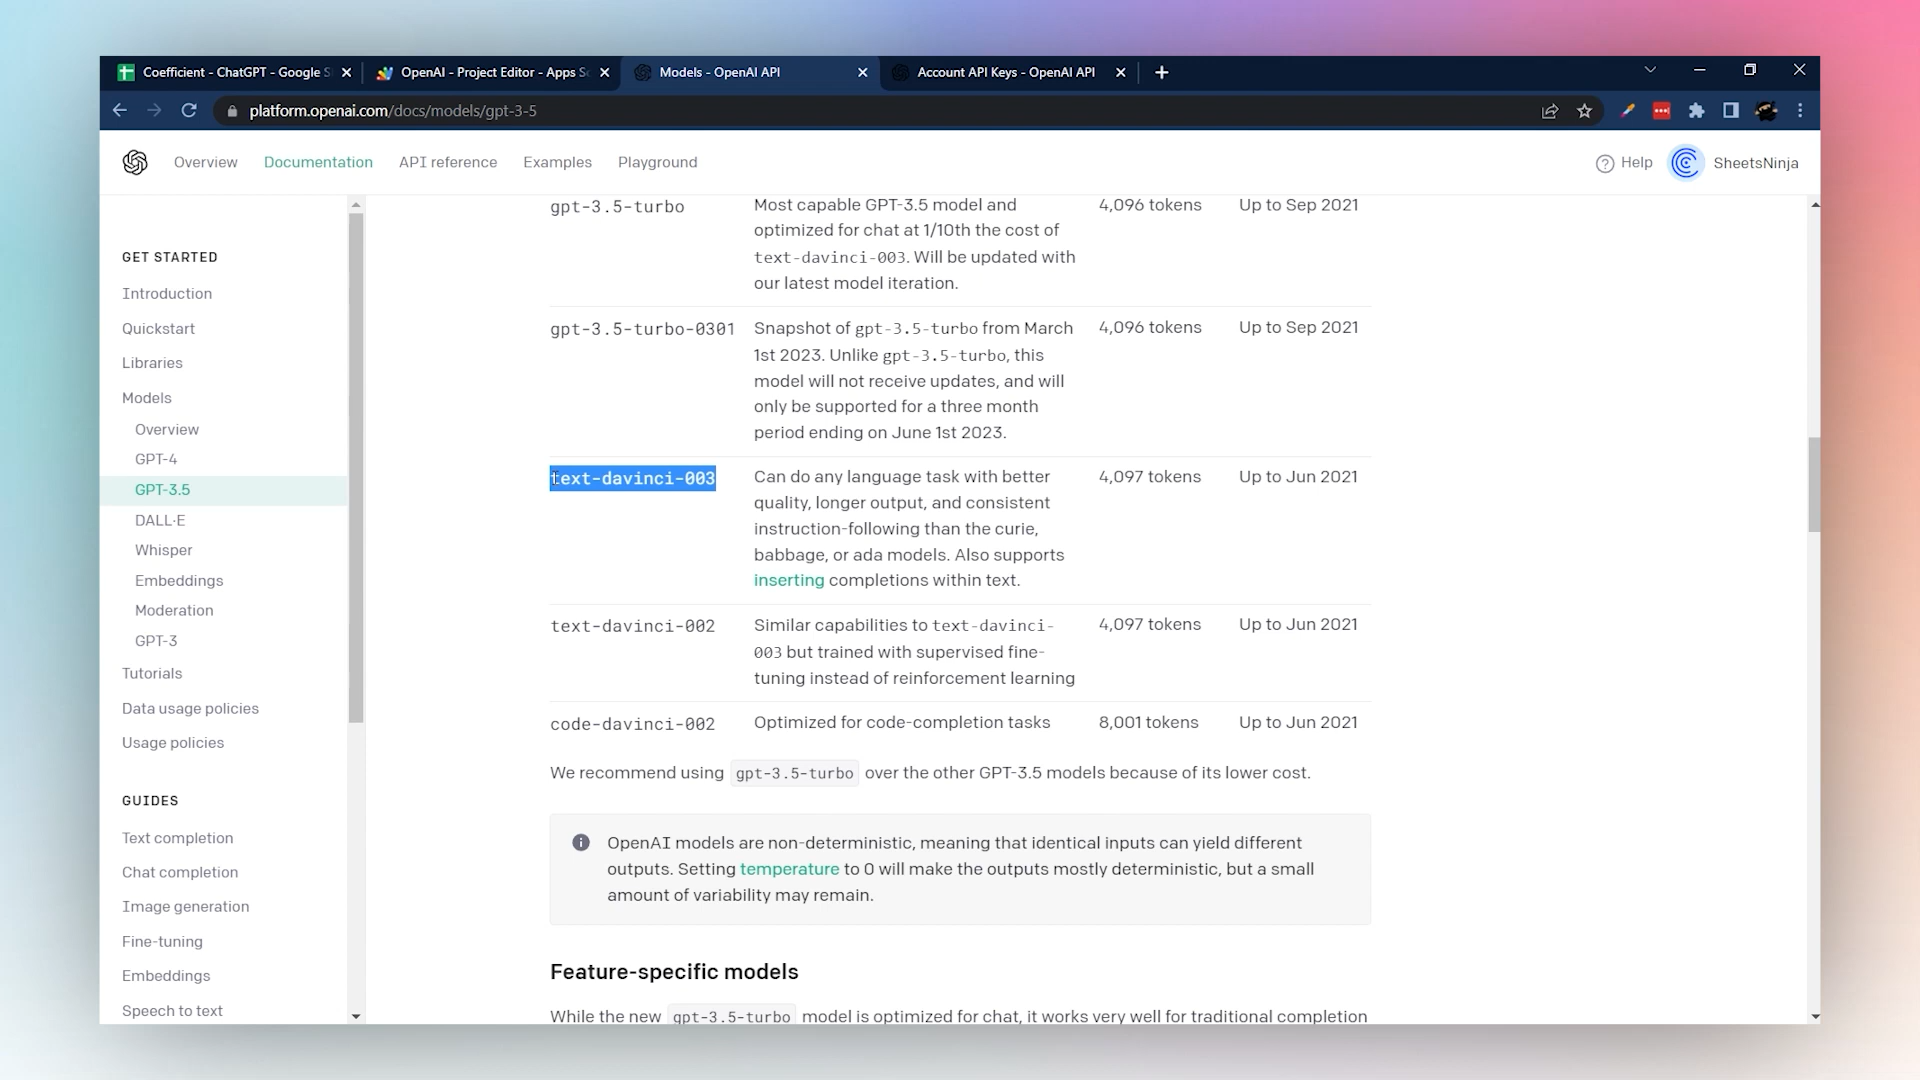 Coefficient - ChatGPT - Google S
OpenAI - Project Editor - Apps Sc
Models - OpenAI API
Account API Keys - OpenAI API
platform.openai.com/docs/models/gpt-3-5
Overview
Documentation
API reference
Examples
Playground
Help
SheetsNinja
GET STARTED
Introduction
Quickstart
Libraries
Models
Overview
GPT-4
GPT-3.5
DALL·E
Whisper
Embeddings
Moderation
GPT-3
Tutorials
Data usage policies
Usage policies
GUIDES
Text completion
Chat completion
Image generation
Fine-tuning
Embeddings
Speech to text
gpt-3.5-turbo
Most capable GPT-3.5 model and
optimized for chat at 1/10th the cost of
text-davinci-003. Will be updated with
our latest model iteration.
4,096 tokens
Up to Sep 2021
gpt-3.5-turbo-0301
Snapshot of gpt-3.5-turbo from March
1st 2023. Unlike gpt-3.5-turbo, this
model will not receive updates, and will
only be supported for a three month
period ending on June 1st 2023.
4,096 tokens
Up to Sep 2021
text-davinci-003
Can do any language task with better
quality, longer output, and consistent
instruction-following than the curie,
babbage, or ada models. Also supports
inserting completions within text.
4,097 tokens
Up to Jun 2021
text-davinci-002
Similar capabilities to text-davinci-
003 but trained with supervised fine-
tuning instead of reinforcement learning
4,097 tokens
Up to Jun 2021
code-davinci-002
Optimized for code-completion tasks
8,001 tokens
Up to Jun 2021
We recommend using gpt-3.5-turbo over the other GPT-3.5 models because of its lower cost.
OpenAI models are non-deterministic, meaning that identical inputs can yield different
outputs. Setting temperature to 0 will make the outputs mostly deterministic, but a small
amount of variability may remain.
Feature-specific models
While the new gpt-3.5-turbo model is optimized for chat, it works very well for traditional completion